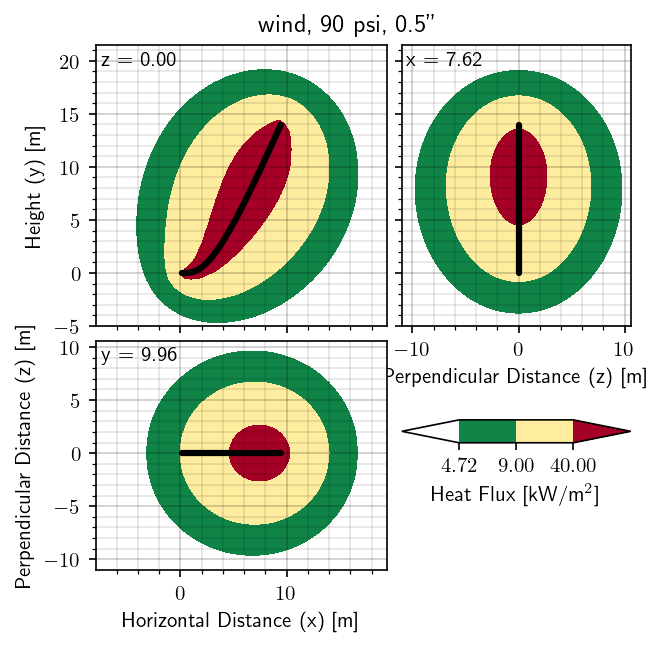 wind, 90 psi, 0.5"
z = 0.00
x = 7.62
20
15
10
5
0
−5
Height (y) [m]
−10
0
10
Perpendicular Distance (z) [m]
y = 9.96
10
5
0
−5
−10
Perpendicular Distance (z) [m]
0
10
Horizontal Distance (x) [m]
4.72
9.00
40.00
Heat Flux [kW/m²]